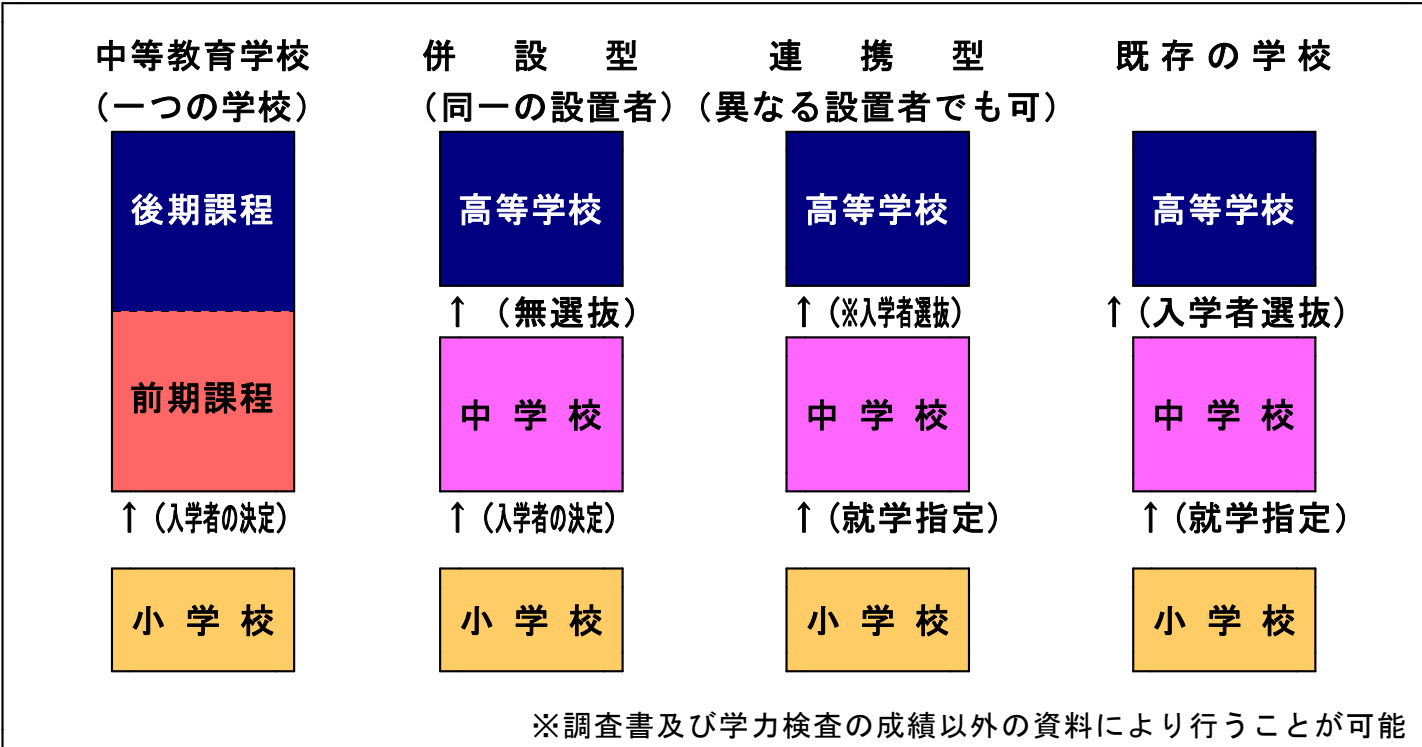 中等教育学校
(一つの学校)
後期課程
前期課程
↑(入学者の決定)
小学校
併設型
(同一の設置者)
高等学校
↑(無選抜)
中学校
↑(入学者の決定)
小学校
連携型
(異なる設置者でも可)
高等学校
↑(※入学者選抜)
中学校
↑(就学指定)
小学校
既存の学校
高等学校
↑(入学者選抜)
中学校
↑(就学指定)
小学校
※調査書及び学力検査の成績以外の資料により行うことが可能